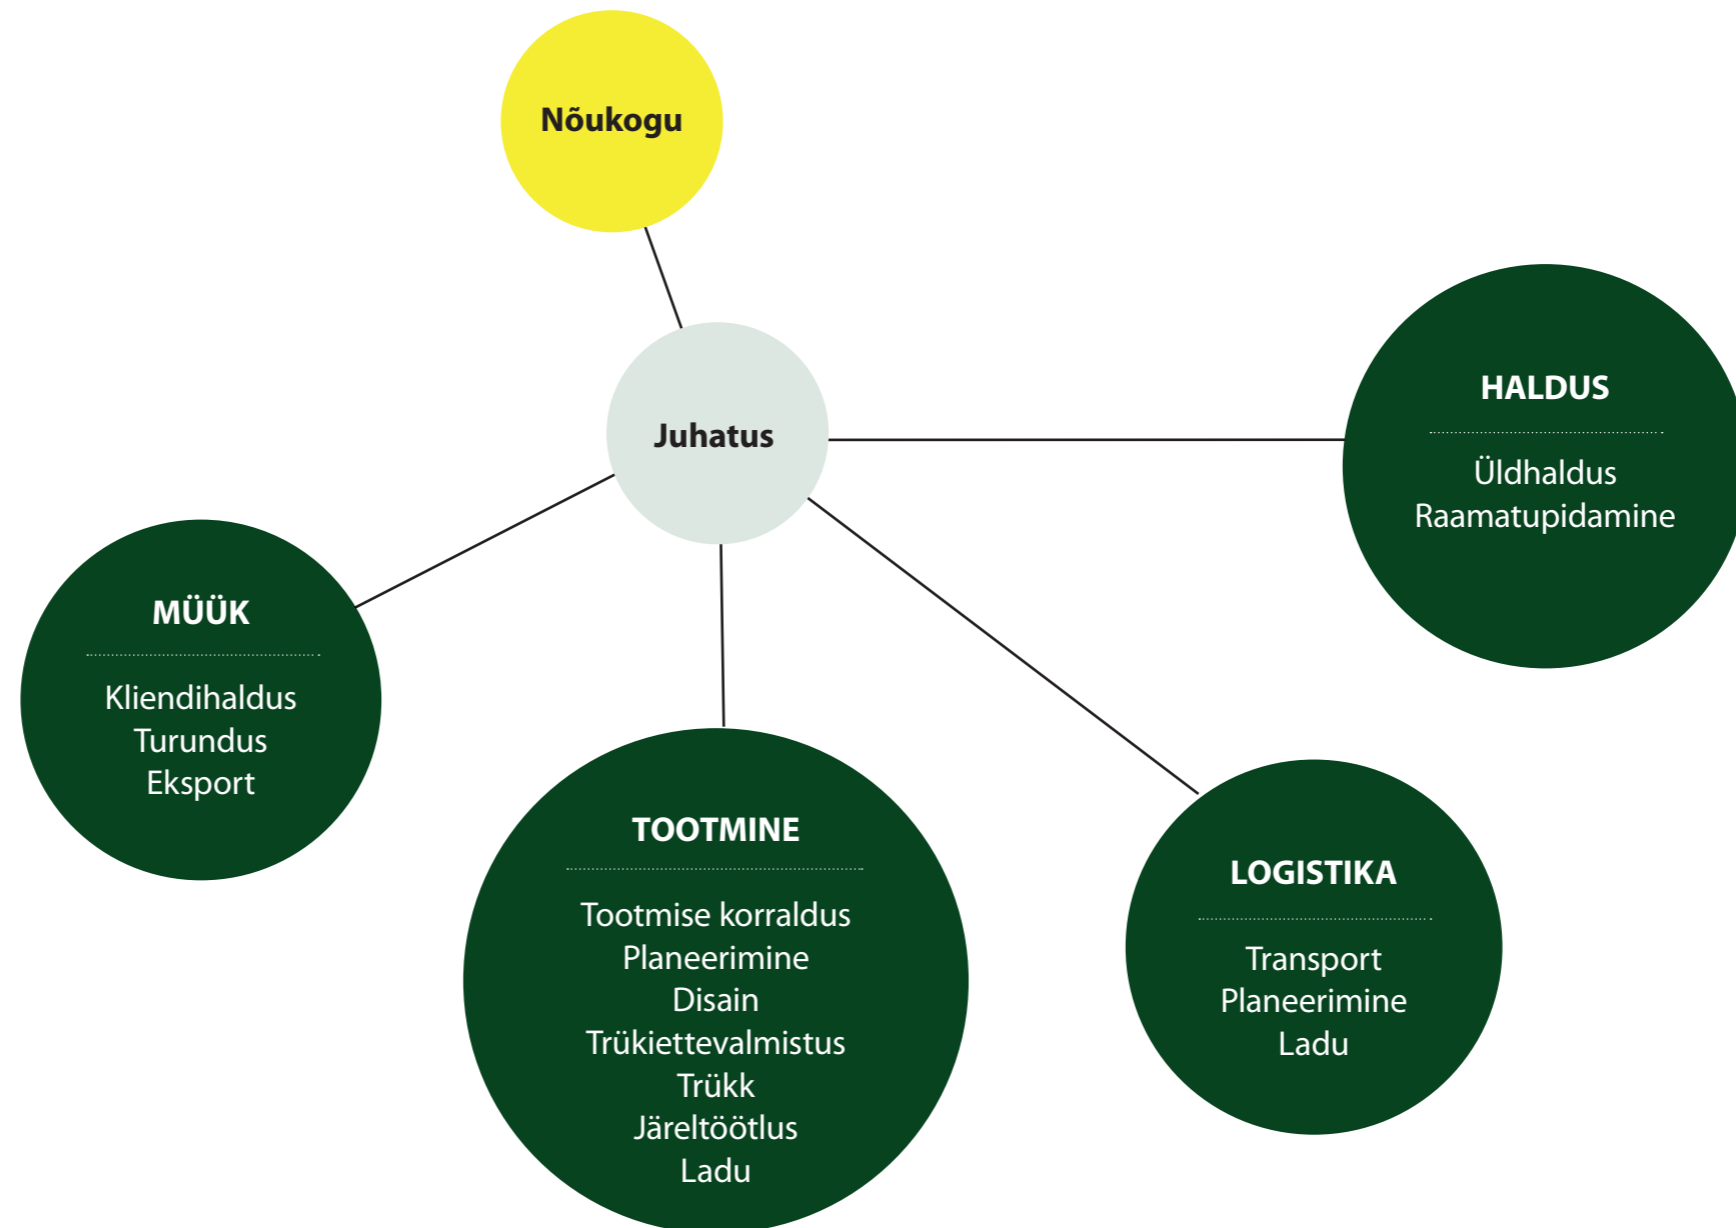 Nõukogu
Juhatus
HALDUS
Üldhaldus
Raamatupidamine
MÜÜK
Kliendihaldus
Turundus
Eksport
TOOTMINE
Tootmise korraldus
Planeerimine
Disain
Trükiettevalmistus
Trükk
Järeltöötlus
Ladu
LOGISTIKA
Transport
Planeerimine
Ladu